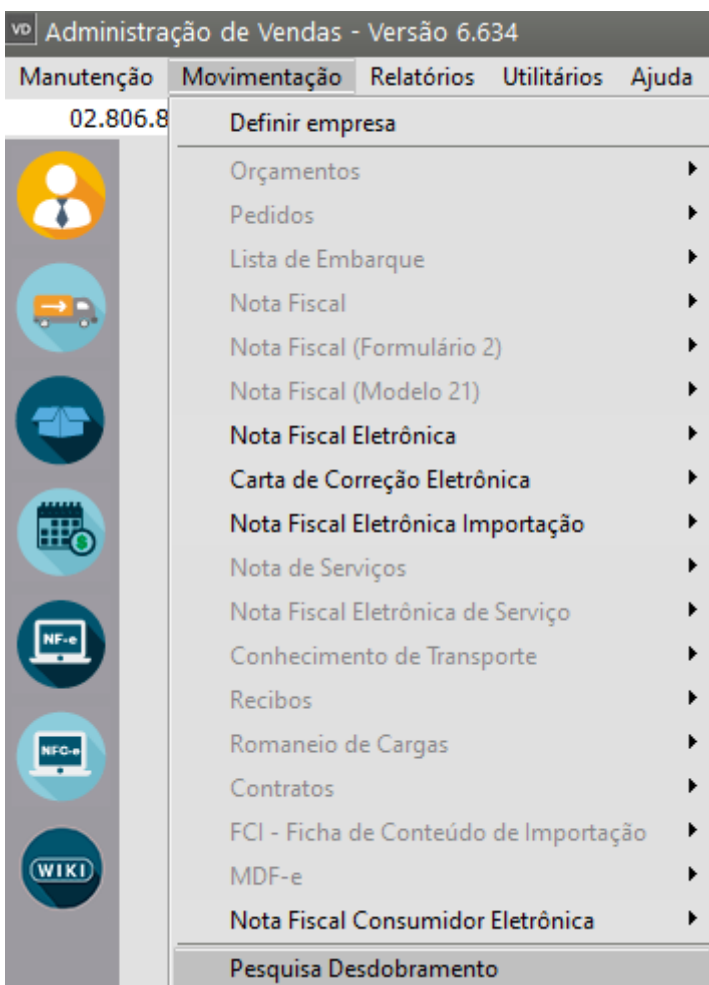 VD Administração de Vendas - Versão 6.634
Manutenção Movimentação Relatórios Utilitários Ajuda
02.806.8
Definir empresa
Orçamentos
Pedidos
Lista de Embarque
Nota Fiscal
Nota Fiscal (Formulário 2)
Nota Fiscal (Modelo 21)
Nota Fiscal Eletrônica
Carta de Correção Eletrônica
Nota Fiscal Eletrônica Importação
Nota de Serviços
Nota Fiscal Eletrônica de Serviço
NF-e
Conhecimento de Transporte
Recibos
Romaneio de Cargas
NFC-e
Contratos
FCI - Ficha de Conteúdo de Importação
WIKI
MDF-e
Nota Fiscal Consumidor Eletrônica
Pesquisa Desdobramento